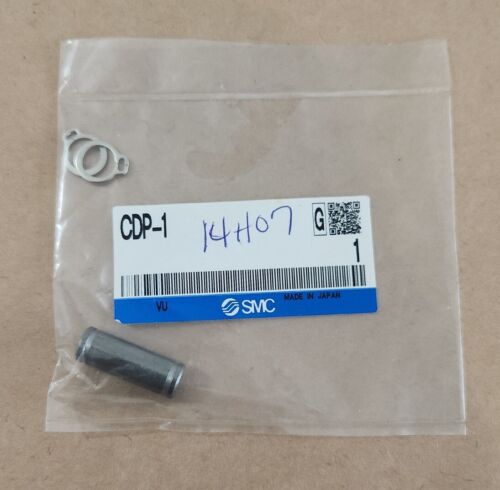 CDP-1
14H07
G
1
VU
SMC
MADE IN JAPAN